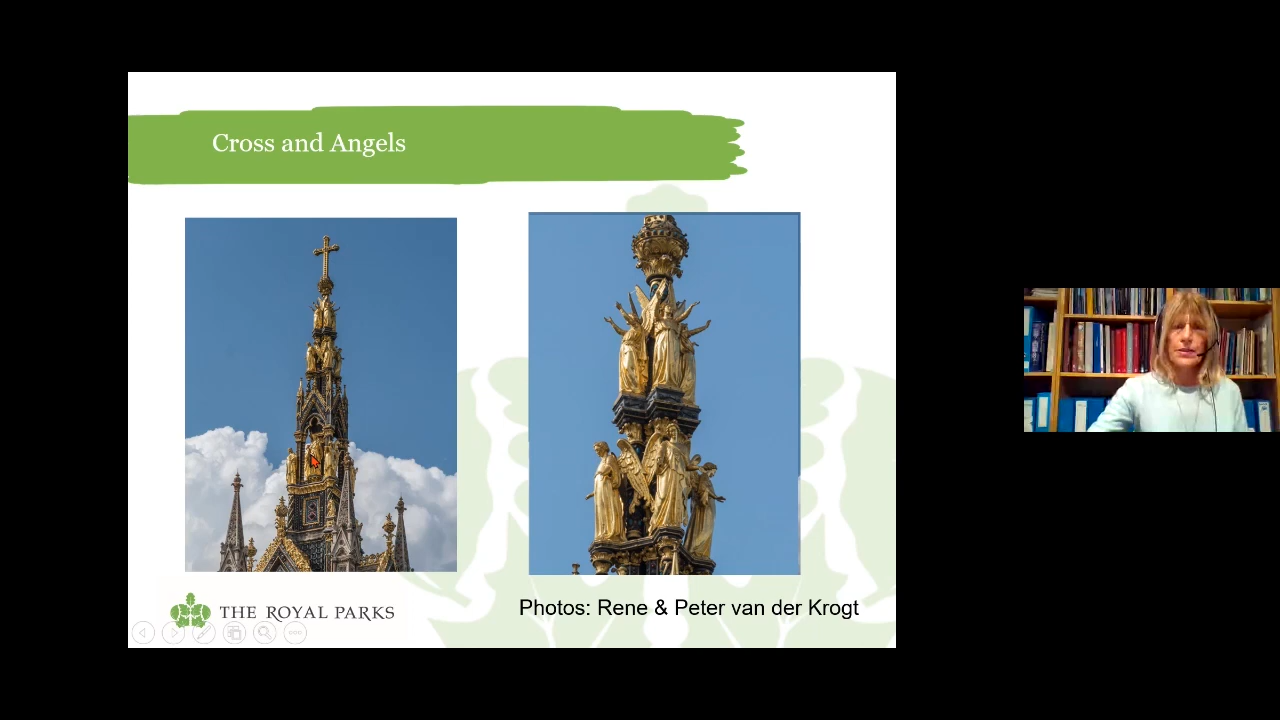 Cross and Angels
THE ROYAL PARKS
Photos: Rene & Peter van der Krogt